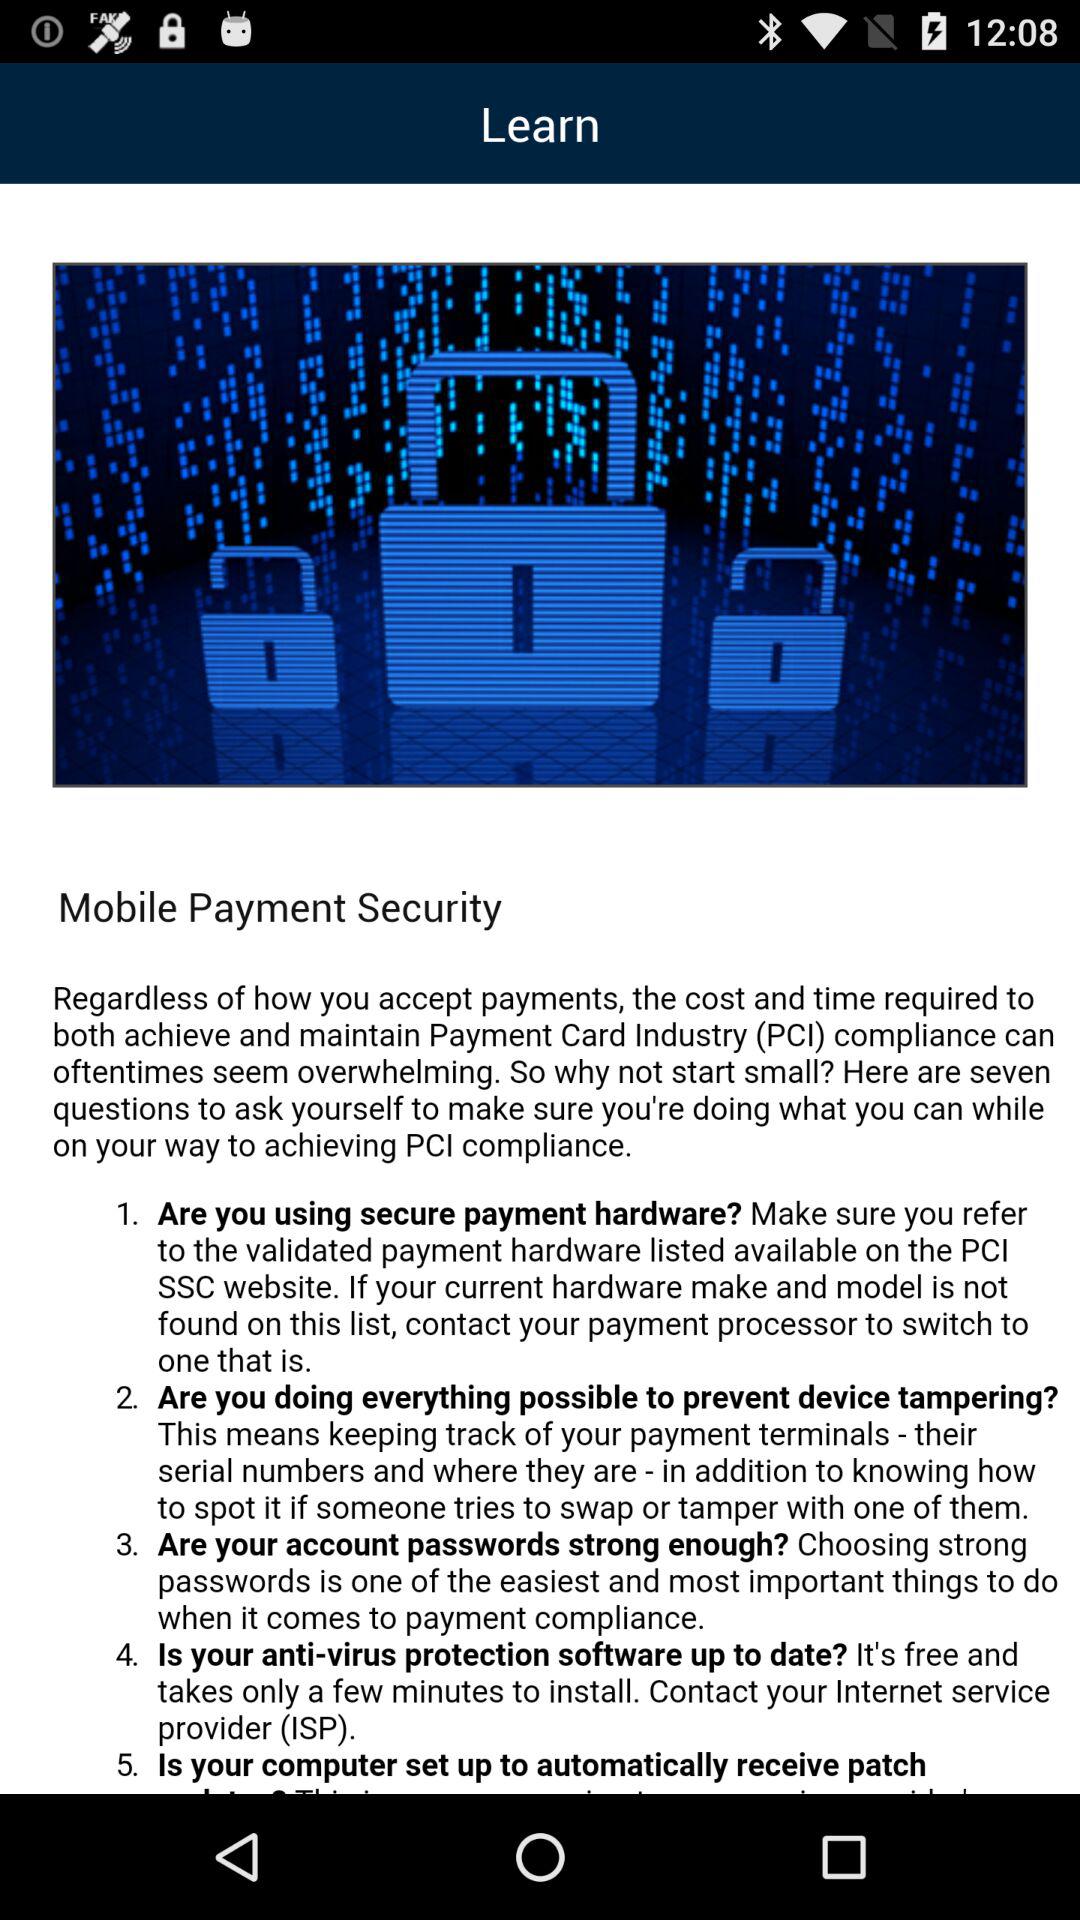 FAKE
12:08
Learn
Mobile Payment Security
Regardless of how you accept payments, the cost and time required to
both achieve and maintain Payment Card Industry (PCI) compliance can
oftentimes seem overwhelming. So why not start small? Here are seven
questions to ask yourself to make sure you're doing what you can while
on your way to achieving PCI compliance.
1. Are you using secure payment hardware? Make sure you refer
to the validated payment hardware listed available on the PCI
SSC website. If your current hardware make and model is not
found on this list, contact your payment processor to switch to
one that is.
2. Are you doing everything possible to prevent device tampering?
This means keeping track of your payment terminals - their
serial numbers and where they are - in addition to knowing how
to spot it if someone tries to swap or tamper with one of them.
3. Are your account passwords strong enough? Choosing strong
passwords is one of the easiest and most important things to do
when it comes to payment compliance.
4. Is your anti-virus protection software up to date? It's free and
takes only a few minutes to install. Contact your Internet service
provider (ISP).
5. Is your computer set up to automatically receive patch